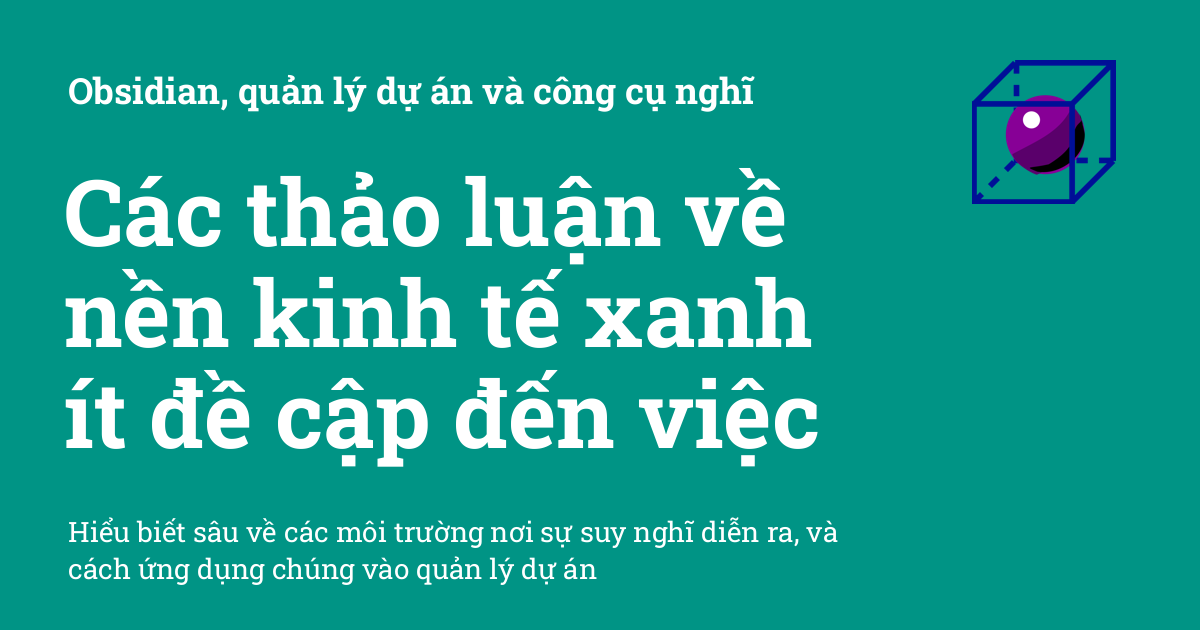 Obsidian, quản lý dự án và công cụ nghĩ
Các thảo luận về
nền kinh tế xanh
ít đề cập đến việc
Hiểu biết sâu về các môi trường nơi sự suy nghĩ diễn ra, và
cách ứng dụng chúng vào quản lý dự án